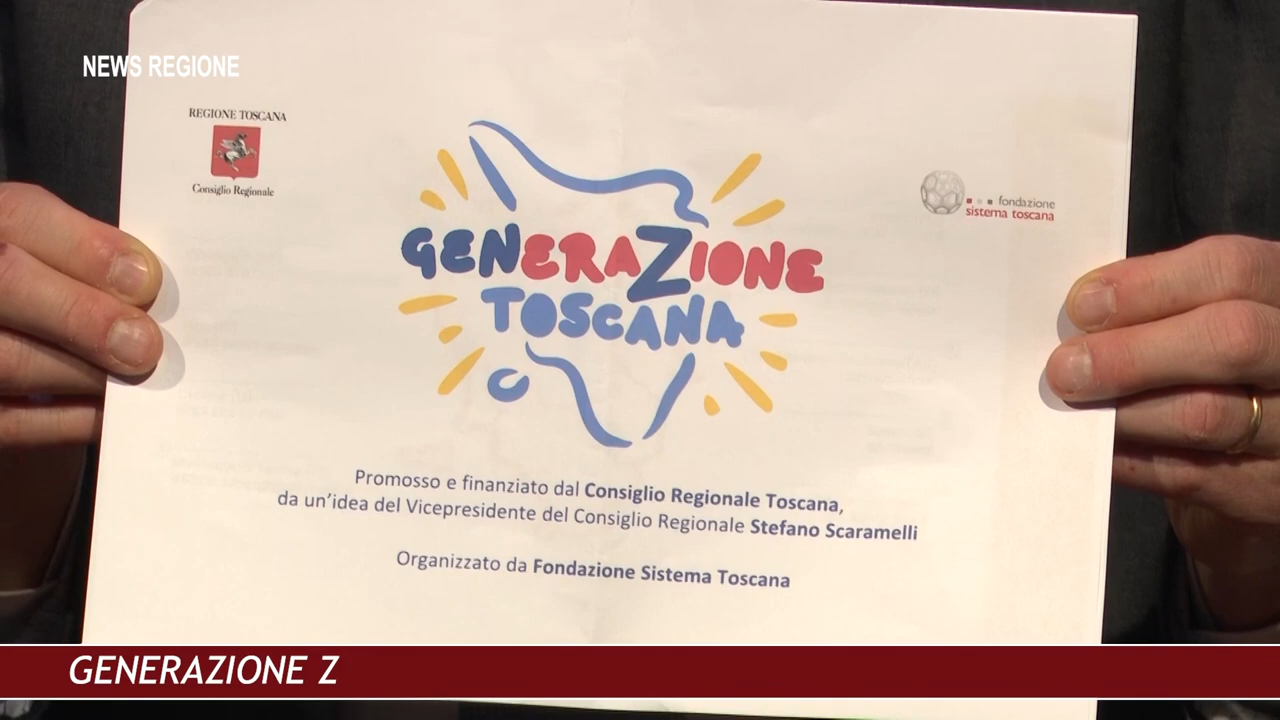 NEWS REGIONE
REGIONE TOSCANA
Consiglio Regionale
fondazione
sistema toscana
GENERAZIONE
TOSCANA
Promosso e finanziato dal Consiglio Regionale Toscana,
da un'idea del Vicepresidente del Consiglio Regionale Stefano Scaramelli
Organizzato da Fondazione Sistema Toscana
GENERAZIONE Z